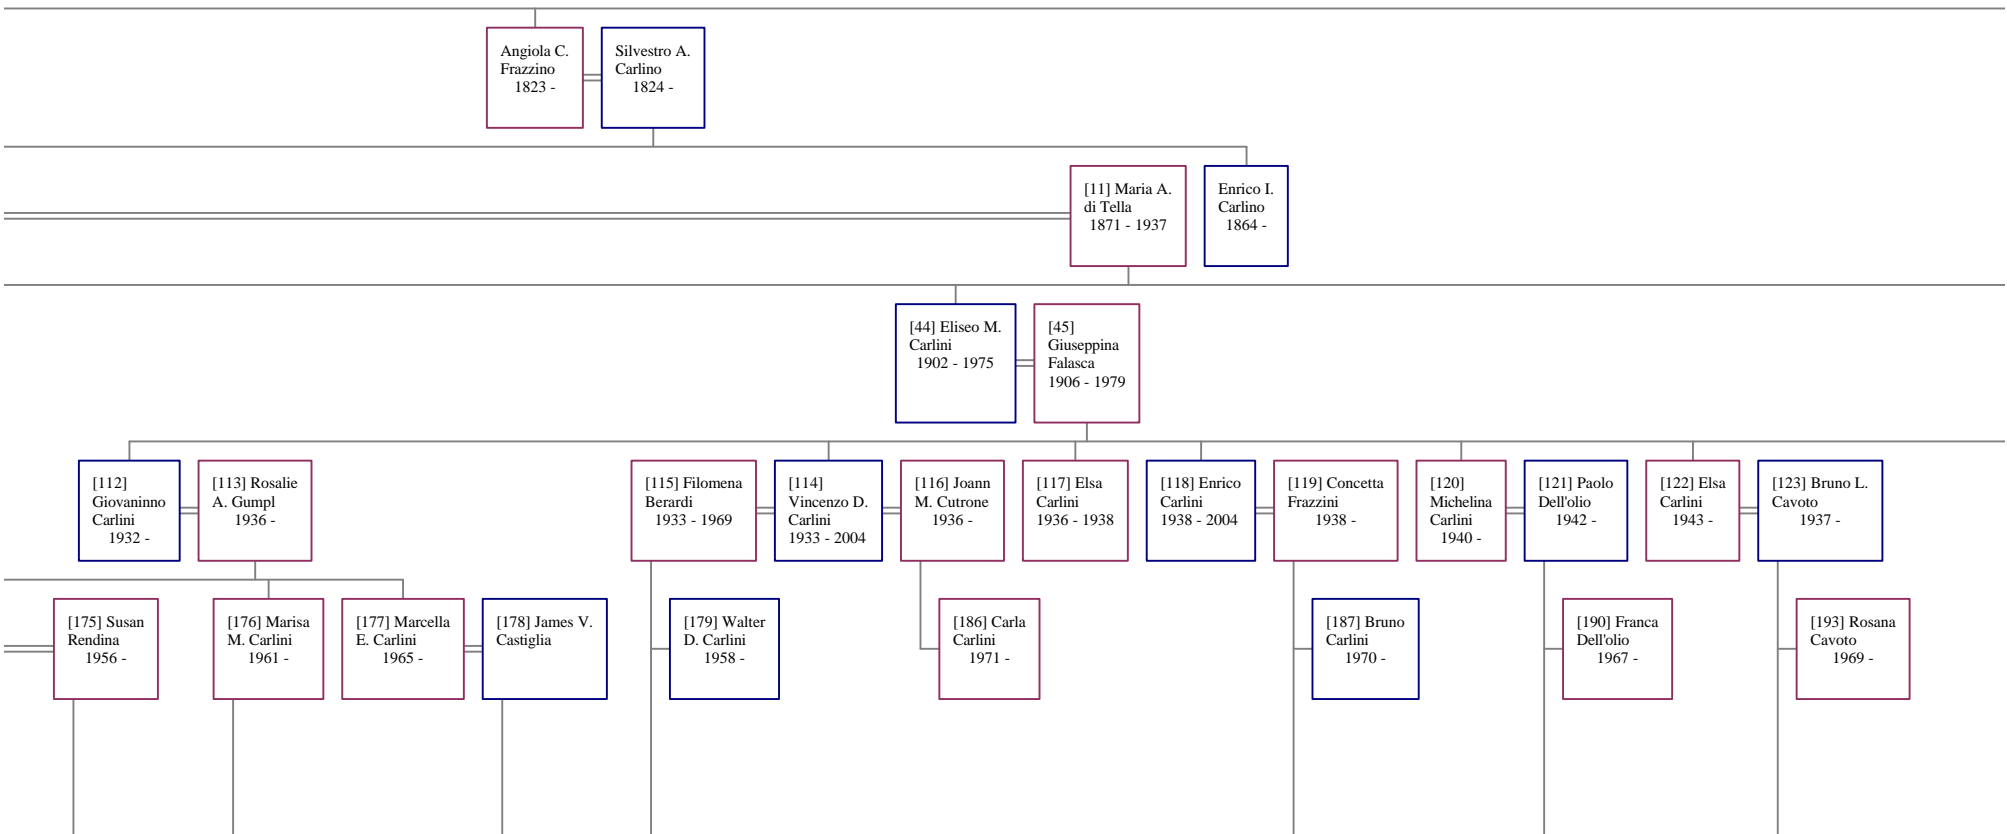 Angiola C.
Frazzino
1823 -
Silvestro A.
Carlino
1824 -
[11] Maria A.
di Tella
1871 - 1937
Enrico I.
Carlino
1864 -
[44] Eliseo M.
Carlini
1902 - 1975
[45]
Giuseppina
Falasca
1906 - 1979
[112]
Giovaninno
Carlini
1932 -
[113] Rosalie
A. Gumpl
1936 -
[115] Filomena
Berardi
1933 - 1969
[114]
Vincenzo D.
Carlini
1933 - 2004
[116] Joann
M. Cutrone
1936 -
[117] Elsa
Carlini
1936 - 1938
[118] Enrico
Carlini
1938 - 2004
[119] Concetta
Frazzini
1938 -
[120]
Michelina
Carlini
1940 -
[121] Paolo
Dell'olio
1942 -
[122] Elsa
Carlini
1943 -
[123] Bruno L.
Cavoto
1937 -
[175] Susan
Rendina
1956 -
[176] Marisa
M. Carlini
1961 -
[177] Marcella
E. Carlini
1965 -
[178] James V.
Castiglia
[179] Walter
D. Carlini
1958 -
[186] Carla
Carlini
1971 -
[187] Bruno
Carlini
1970 -
[190] Franca
Dell'olio
1967 -
[193] Rosana
Cavoto
1969 -